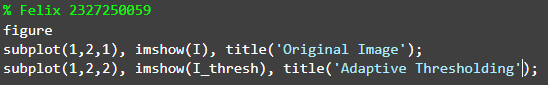 % Felix 2327250059
figure
subplot(1,2,1), imshow(I), title('Original Image');
subplot(1,2,2), imshow(I_thresh), title('Adaptive Thresholding');